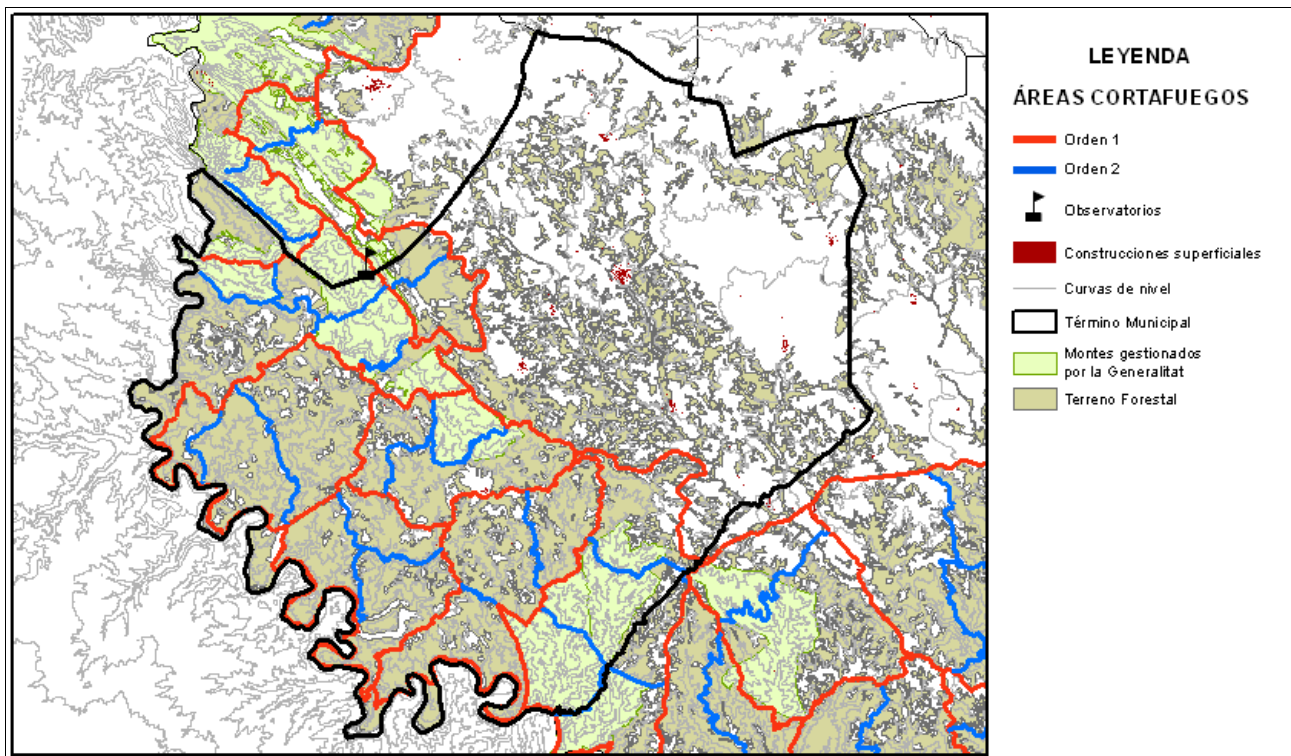 LEYENDA
ÁREAS CORTAFUEGOS
Orden 1
Orden 2
Observatorios
Construcciones superficiales
Curvas de nivel
Término Municipal
Montes gestionados
por la Generalitat
Terreno Forestal